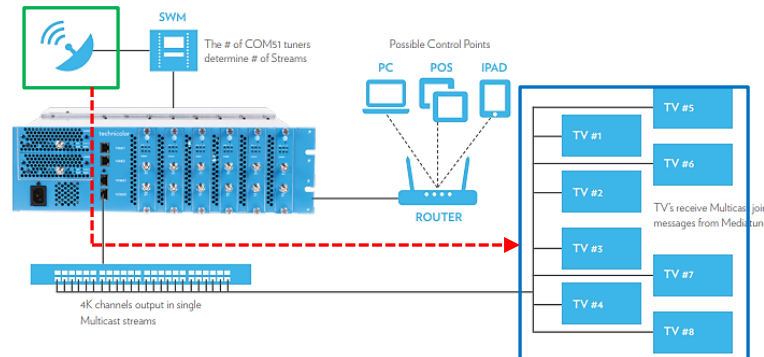 SWM
The # of COM51 tuners
determine # of Streams
Possible Control Points
PC
POS
IPAD
technicolor
ROUTER
TV #5
TV #1
TV #6
TV #2
TV's receive Multicast join
messages from Mediatun
TV #3
TV #7
TV #4
TV #8
4K channels output in single
Multicast streams